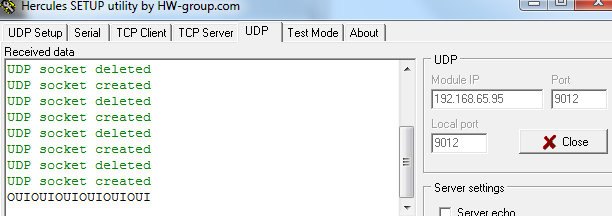 Hercules SETUP utility by HW-group.com
UDP Setup Serial TCP Client TCP Server UDP Test Mode About
Received data
UDP socket deleted
UDP socket created
UDP socket deleted
UDP socket created
UDP socket deleted
UDP socket created
UDP socket deleted
UDP socket created
OUIOUIOUIOUIOUIOUI
UDP
Module IP Port
192.168.65.95 9012
Local port
9012 Close
Server settings
Server echo